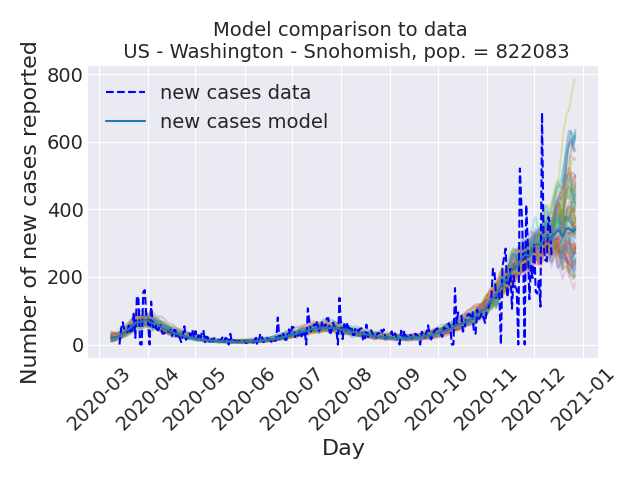 Model comparison to data
US - Washington - Snohomish, pop. = 822083
Number of new cases reported
800
600
400
200
0
new cases data
new cases model
2020-03
2020-04
2020-05
2020-06
2020-07
2020-08
2020-09
2020-10
2020-11
2020-12
2021-01
Day